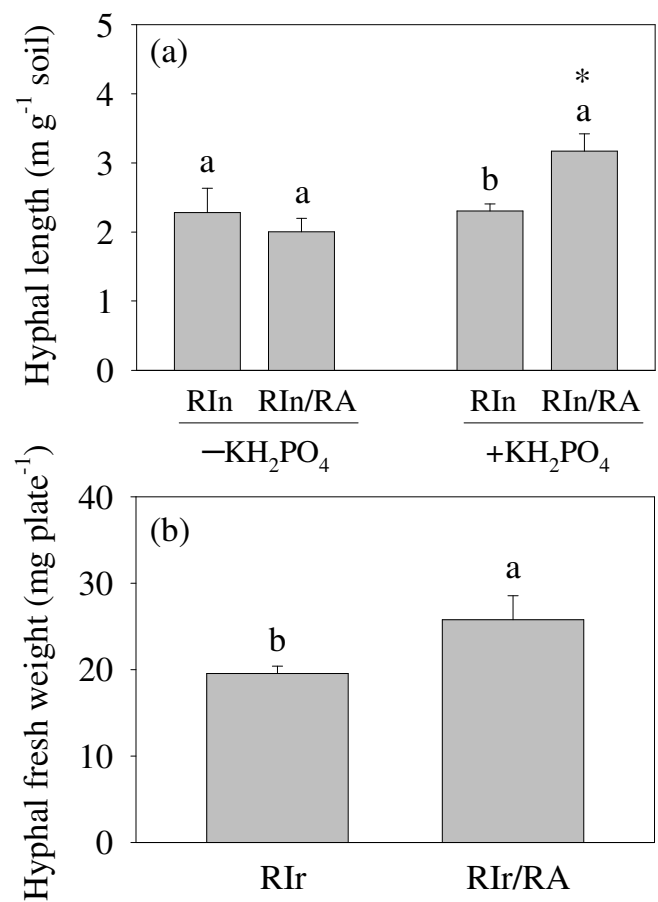 Hyphal length (m g⁻¹ soil)
5
4
3
2
1
0
(a)
a
a
b
*
a
RIn RIn/RA RIn RIn/RA
−KH₂PO₄ +KH₂PO₄
Hyphal fresh weight (mg plate⁻¹)
40
30
20
10
0
(b)
b
a
RIr RIr/RA